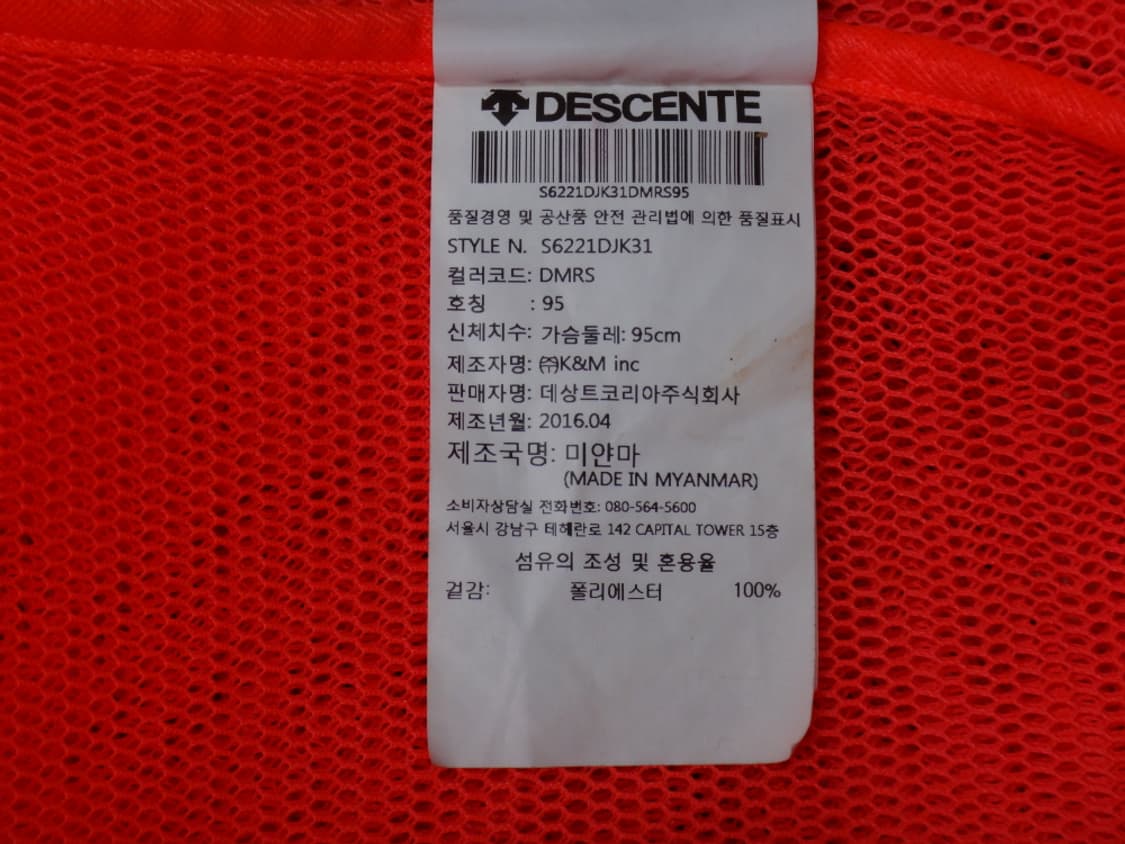 DESCENTE
S6221DJK31DMRS95
품질경영 및 공산품 안전 관리법에 의한 품질표시
STYLE N. S6221DJK31
컬러코드: DMRS
호칭 : 95
신체치수: 가슴둘레: 95cm
제조자명: ㈜K&M inc
판매자명: 데상트코리아주식회사
제조년월: 2016.04
제조국명: 미얀마
(MADE IN MYANMAR)
소비자상담실 전화번호: 080-564-5600
서울시 강남구 테헤란로 142 CAPITAL TOWER 15층
섬유의 조성 및 혼용율
겉감: 폴리에스터 100%